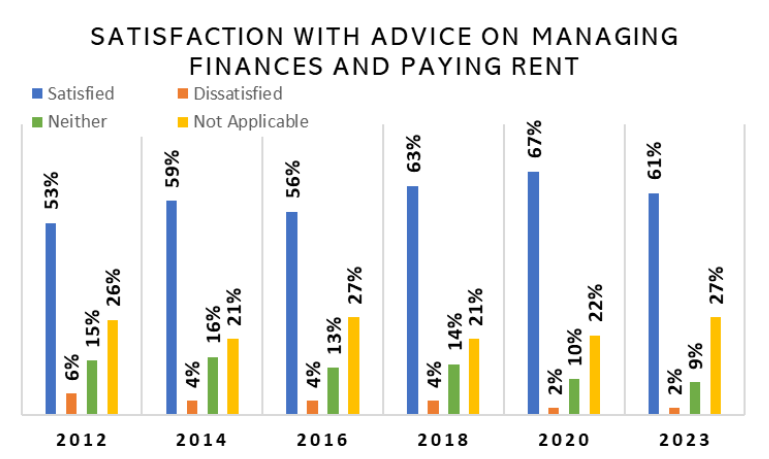 SATISFACTION WITH ADVICE ON MANAGING
FINANCES AND PAYING RENT
Satisfied Dissatisfied
Neither Not Applicable
53% 6% 15% 26%
59% 4% 16% 21%
56% 4% 13% 27%
63% 4% 14% 21%
67% 2% 10% 22%
61% 2% 9% 27%
2012 2014 2016 2018 2020 2023